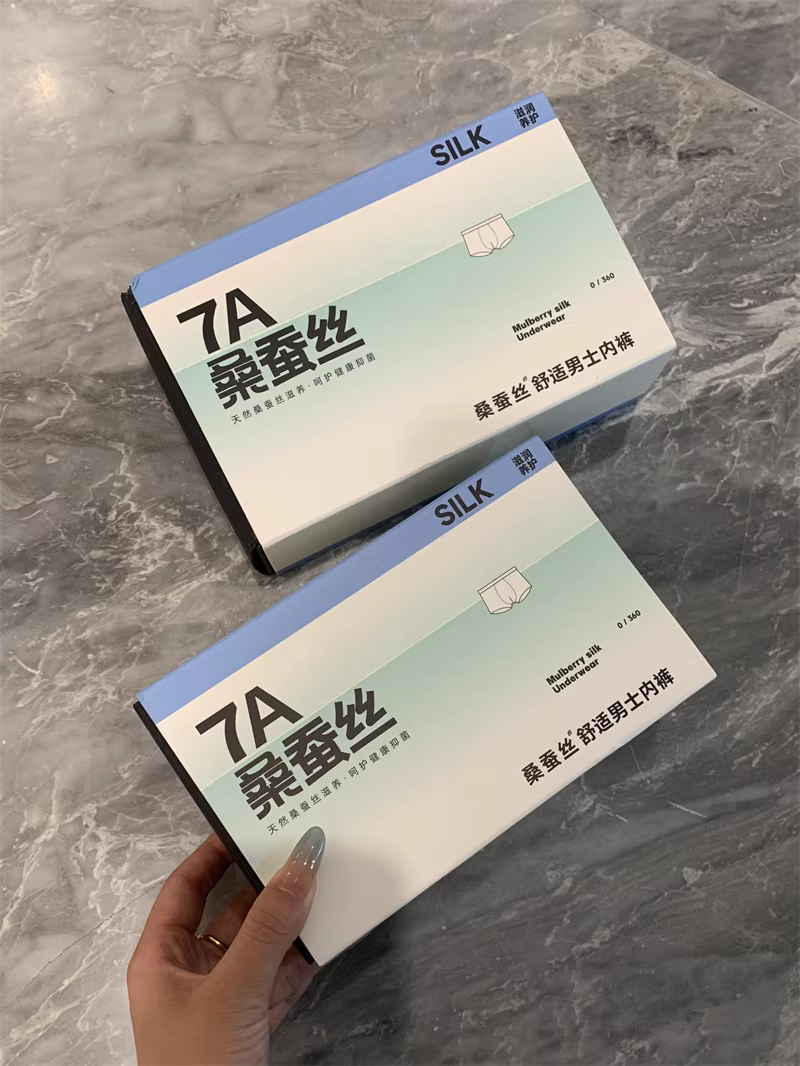 SILK
滋润
养护
7A
桑蚕丝
天然桑蚕丝滋养·呵护健康抑菌
Mulberry silk
Underwear
0 / 360
桑蚕丝 舒适男士内裤
SILK
滋润
养护
7A
桑蚕丝
天然桑蚕丝滋养·呵护健康抑菌
Mulberry silk
Underwear
0 / 360
桑蚕丝 舒适男士内裤